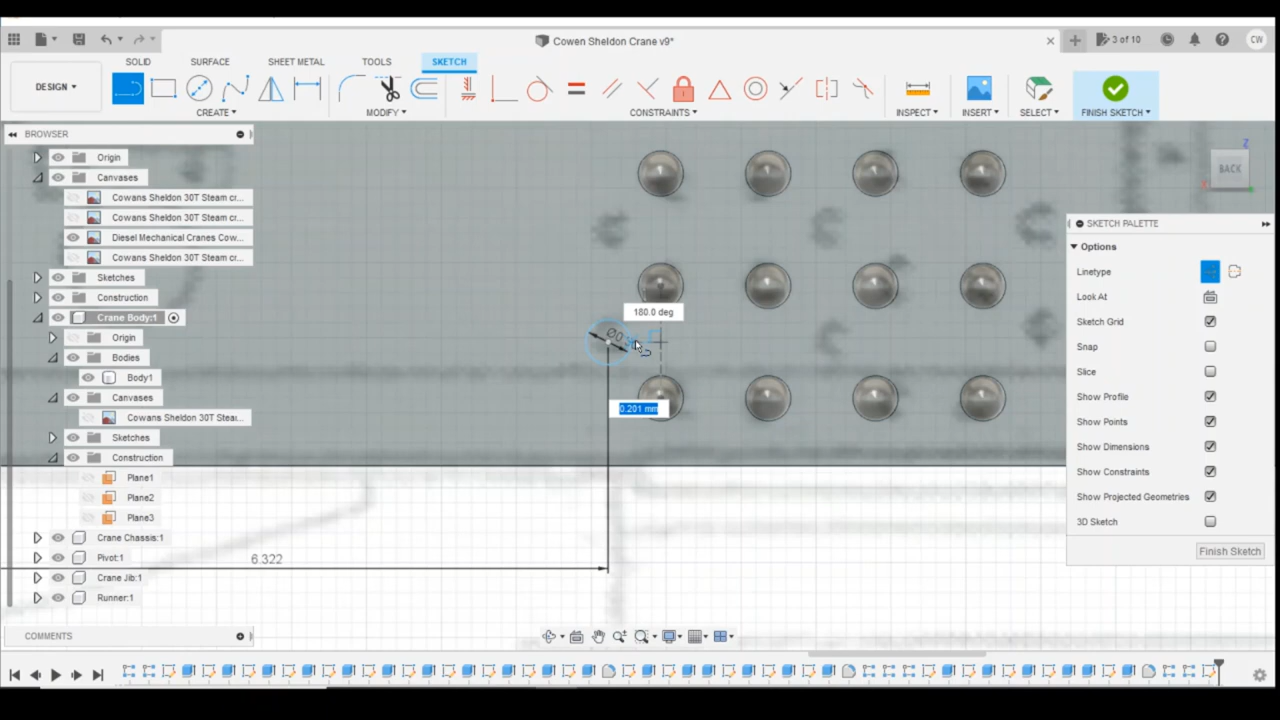 Cowen Sheldon Crane v9*
3 of 10
CW
DESIGN
SOLID
SURFACE
SHEET METAL
TOOLS
SKETCH
CREATE
MODIFY
CONSTRAINTS
INSPECT
INSERT
SELECT
FINISH SKETCH
BROWSER
Origin
Canvases
Cowans Sheldon 30T Steam cr...
Cowans Sheldon 30T Steam cr...
Diesel Mechanical Cranes Cow...
Cowans Sheldon 30T Steam cr...
Sketches
Construction
Crane Body:1
Origin
Bodies
Body1
Canvases
Cowans Sheldon 30T Steam...
Sketches
Construction
Plane1
Plane2
Plane3
Crane Chassis:1
Pivot:1
Crane Jib:1
Runner:1
COMMENTS
180.0 deg
0.201 mm
6.322
Z
BACK
SKETCH PALETTE
Options
Linetype
Look At
Sketch Grid
Snap
Slice
Show Profile
Show Points
Show Dimensions
Show Constraints
Show Projected Geometries
3D Sketch
Finish Sketch